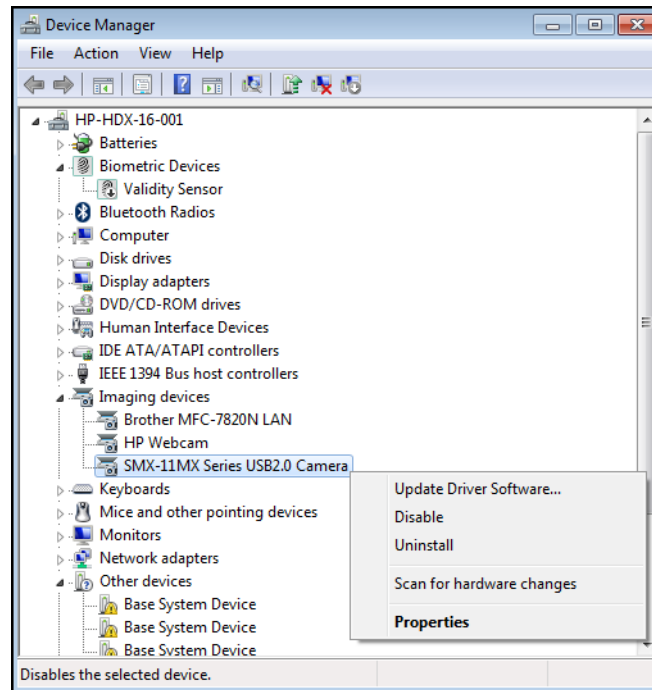 Device Manager
File Action View Help
HP-HDX-16-001
Batteries
Biometric Devices
Validity Sensor
Bluetooth Radios
Computer
Disk drives
Display adapters
DVD/CD-ROM drives
Human Interface Devices
IDE ATA/ATAPI controllers
IEEE 1394 Bus host controllers
Imaging devices
Brother MFC-7820N LAN
HP Webcam
SMX-11MX Series USB2.0 Camera
Keyboards
Mice and other pointing devices
Monitors
Network adapters
Other devices
Base System Device
Base System Device
Base System Device
Update Driver Software...
Disable
Uninstall
Scan for hardware changes
Properties
Disables the selected device.